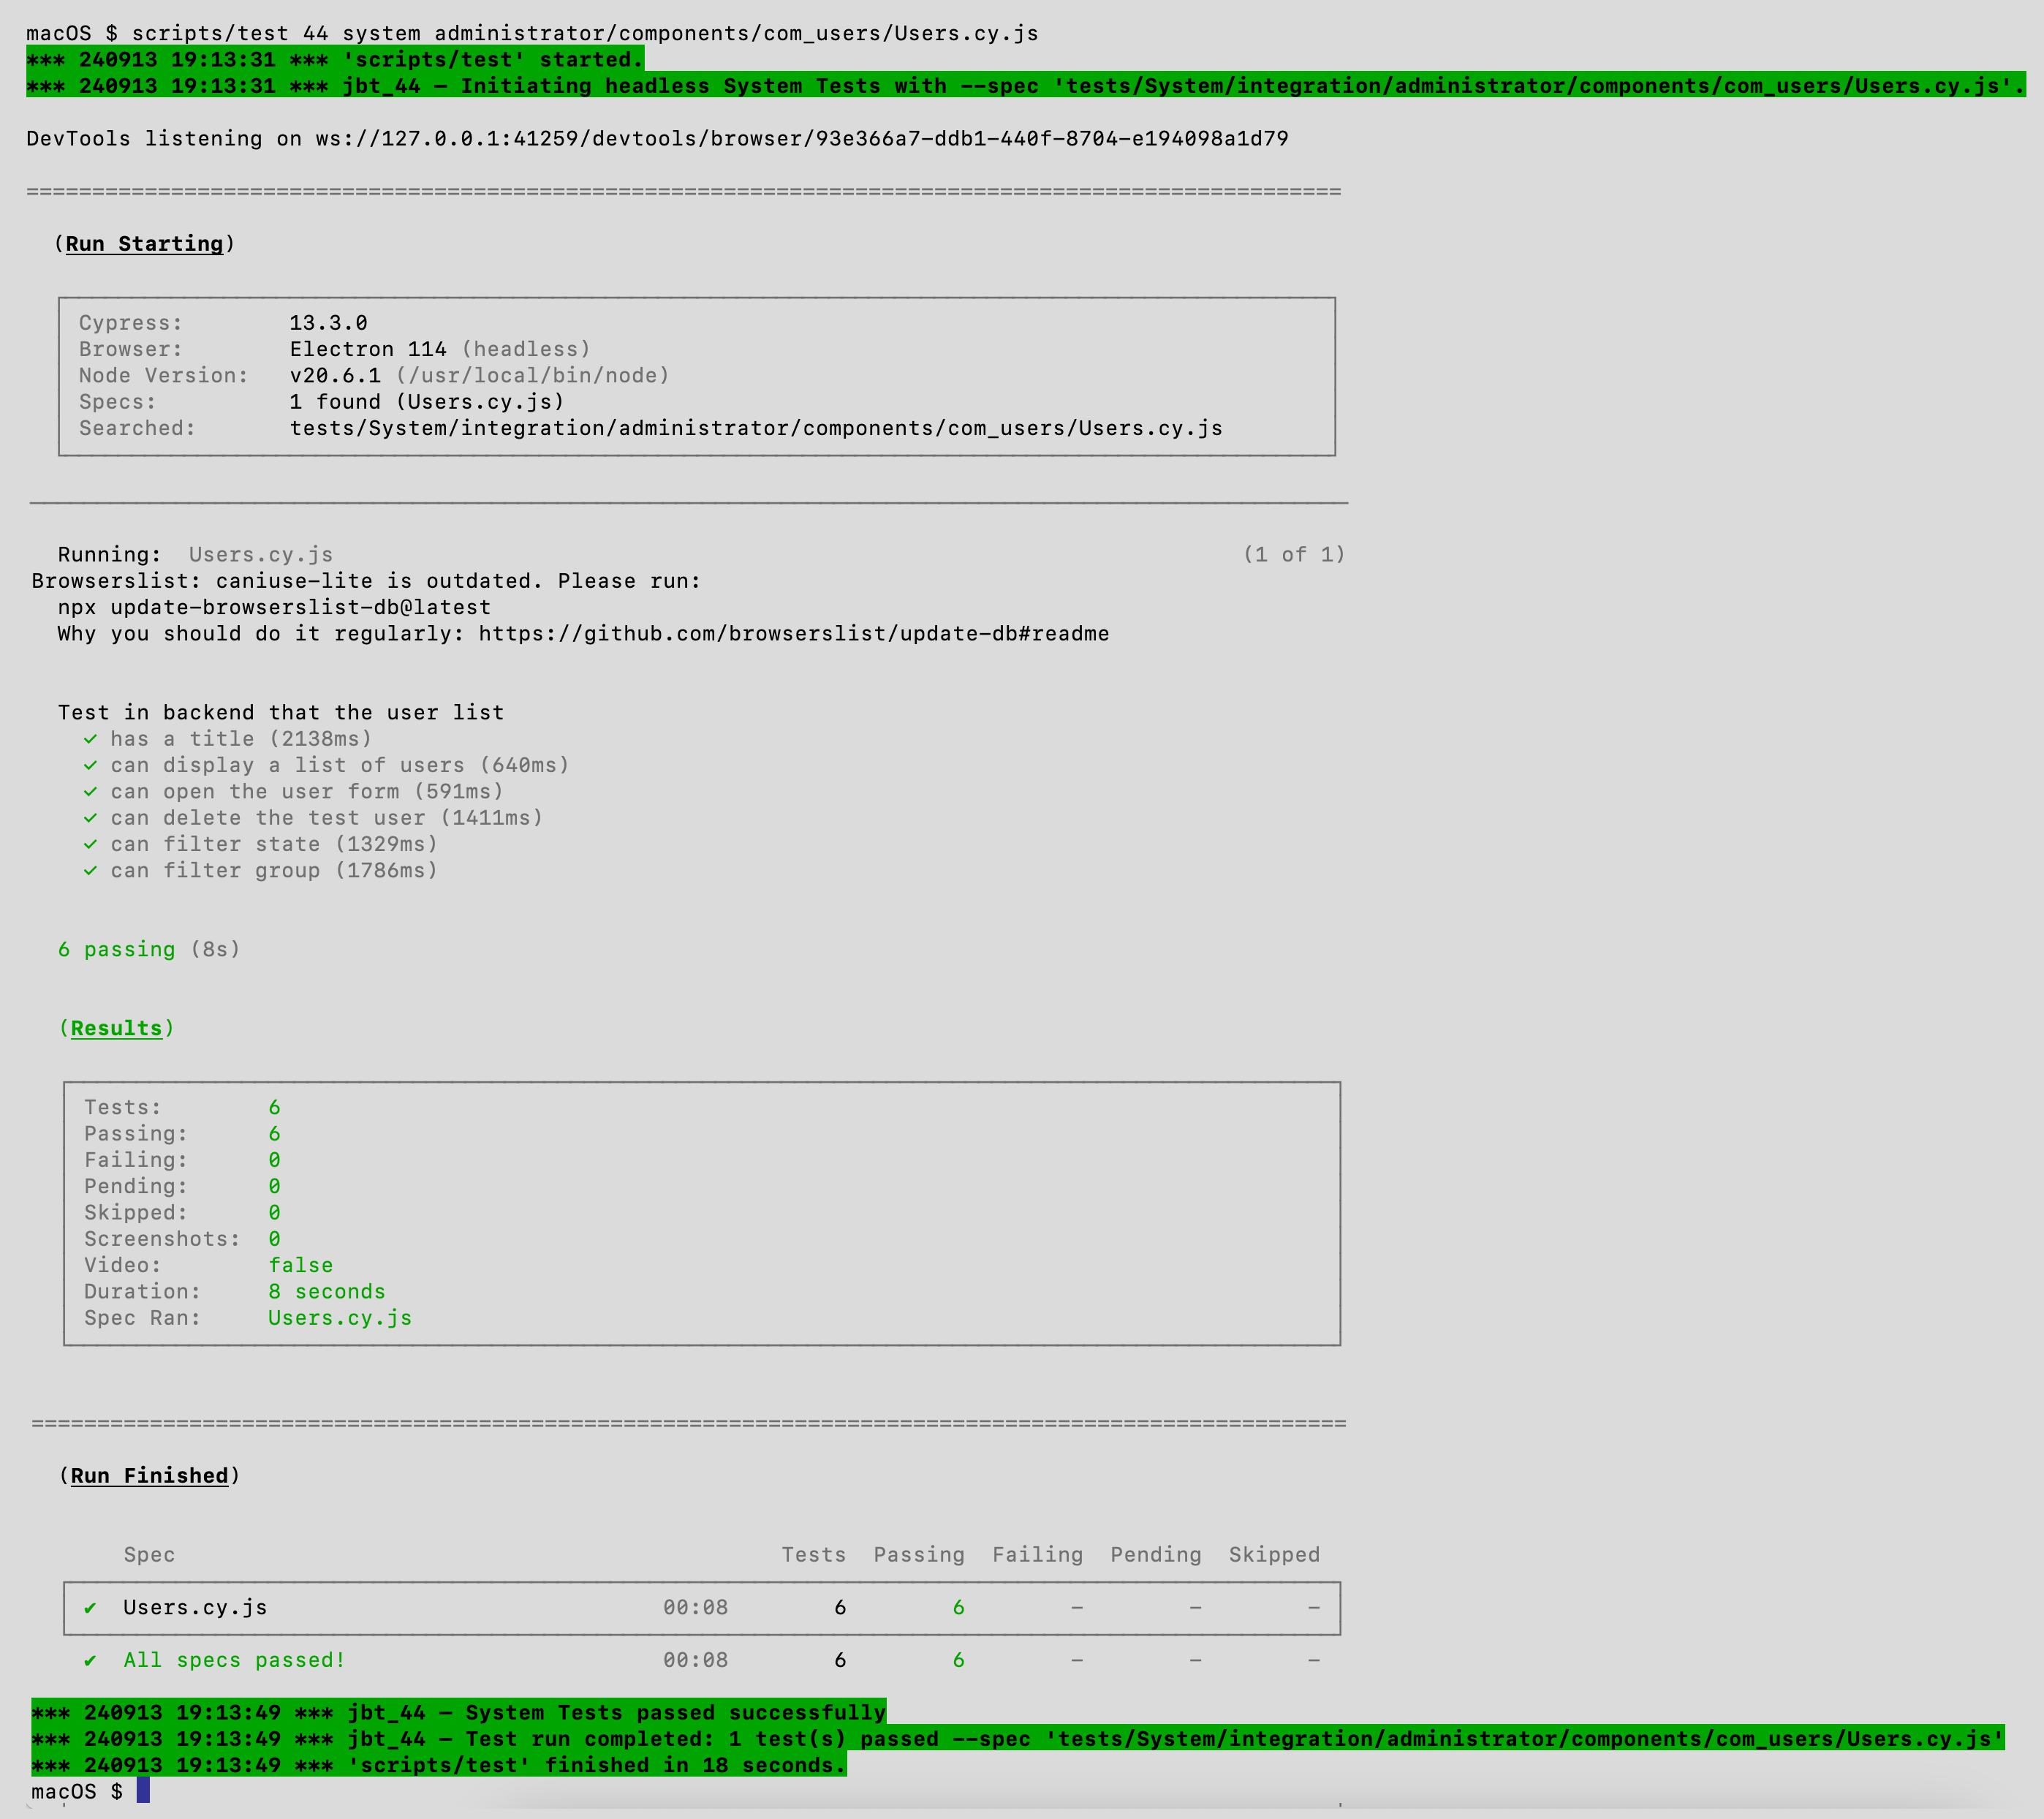 macOS $ scripts/test 44 system administrator/components/com_users/Users.cy.js
*** 240913 19:13:31 *** 'scripts/test' started.
*** 240913 19:13:31 *** jbt_44 – Initiating headless System Tests with --spec 'tests/System/integration/administrator/components/com_users/Users.cy.js'.
DevTools listening on ws://127.0.0.1:41259/devtools/browser/93e366a7-ddb1-440f-8704-e194098a1d79
====================================================================================================
(Run Starting)
Cypress: 13.3.0
Browser: Electron 114 (headless)
Node Version: v20.6.1 (/usr/local/bin/node)
Specs: 1 found (Users.cy.js)
Searched: tests/System/integration/administrator/components/com_users/Users.cy.js
Running: Users.cy.js (1 of 1)
Browserslist: caniuse-lite is outdated. Please run:
npx update-browserslist-db@latest
Why you should do it regularly: https://github.com/browserslist/update-db#readme
Test in backend that the user list
✓ has a title (2138ms)
✓ can display a list of users (640ms)
✓ can open the user form (591ms)
✓ can delete the test user (1411ms)
✓ can filter state (1329ms)
✓ can filter group (1786ms)
6 passing (8s)
(Results)
Tests: 6
Passing: 6
Failing: 0
Pending: 0
Skipped: 0
Screenshots: 0
Video: false
Duration: 8 seconds
Spec Ran: Users.cy.js
====================================================================================================
(Run Finished)
Spec Tests Passing Failing Pending Skipped
✔ Users.cy.js 00:08 6 6 – – –
✔ All specs passed! 00:08 6 6 – – –
*** 240913 19:13:49 *** jbt_44 – System Tests passed successfully
*** 240913 19:13:49 *** jbt_44 – Test run completed: 1 test(s) passed --spec 'tests/System/integration/administrator/components/com_users/Users.cy.js'
*** 240913 19:13:49 *** 'scripts/test' finished in 18 seconds.
macOS $